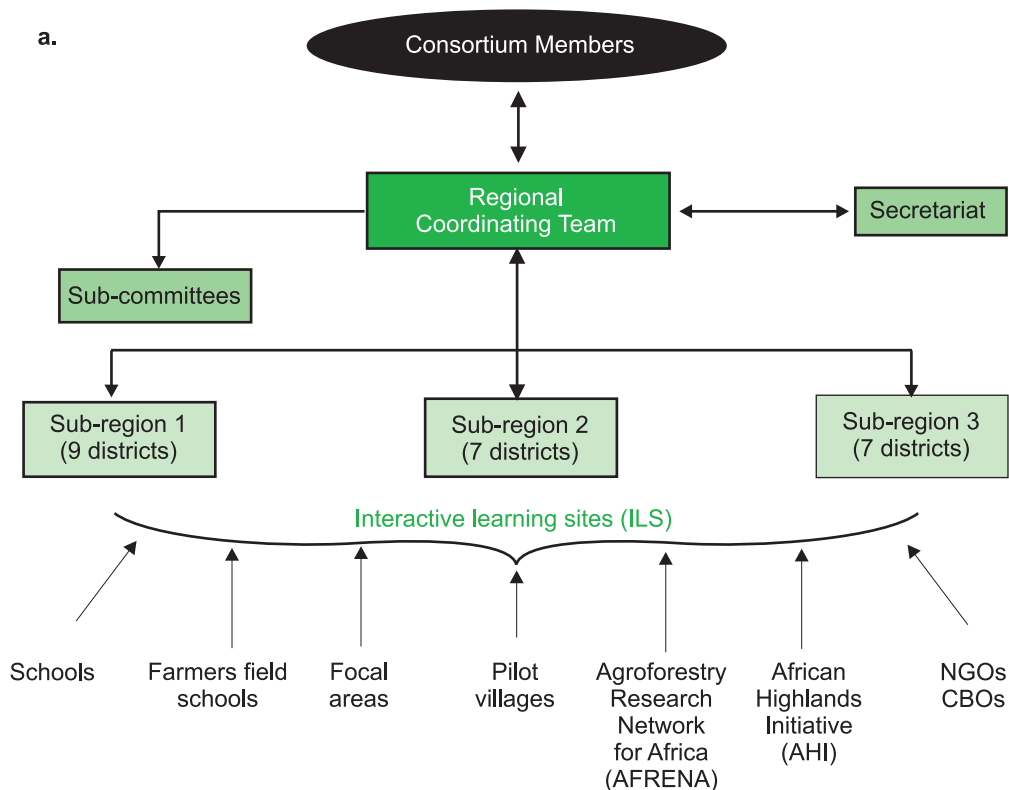 a.
Consortium Members
Regional
Coordinating Team
Secretariat
Sub-committees
Sub-region 1
(9 districts)
Sub-region 2
(7 districts)
Sub-region 3
(7 districts)
Interactive learning sites (ILS)
Schools
Farmers field
schools
Focal
areas
Pilot
villages
Agroforestry
Research
Network
for Africa
(AFRENA)
African
Highlands
Initiative
(AHI)
NGOs
CBOs